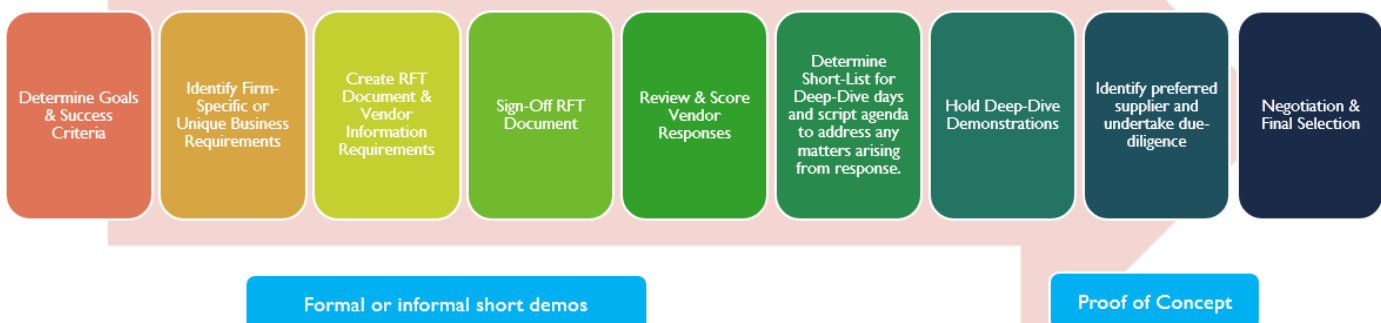 Determine Goals
& Success
Criteria
Identify Firm-
Specific or
Unique Business
Requirements
Create RFT
Document &
Vendor
Information
Requirements
Sign-Off RFT
Document
Review & Score
Vendor
Responses
Determine
Short-List for
Deep-Dive days
and script agenda
to address any
matters arising
from response.
Hold Deep-Dive
Demonstrations
Identify preferred
supplier and
undertake due-
diligence
Negotiation &
Final Selection
Formal or informal short demos
Proof of Concept